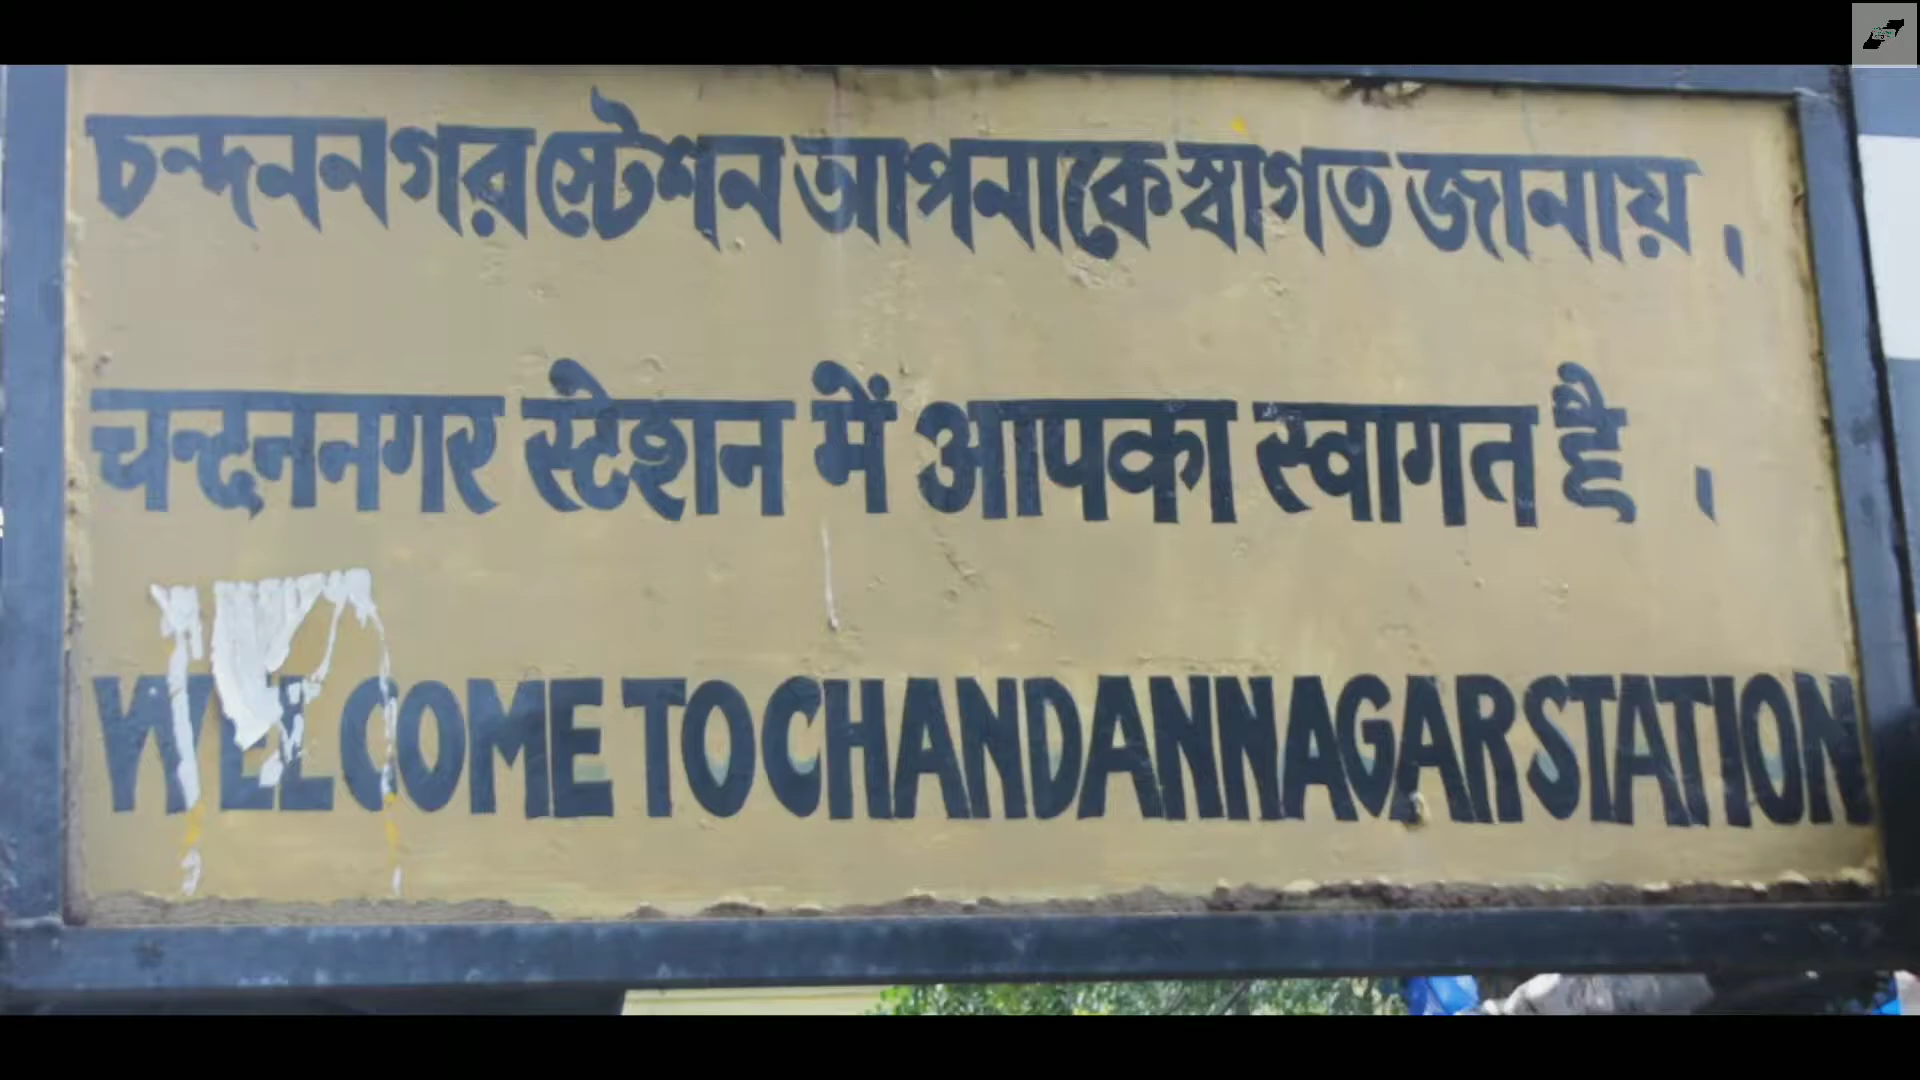 চন্দননগর স্টেশন আপনাকে স্বাগত জানায় ।
चन्दननगर स्टेशन में आपका स्वागत है ।
WELCOME TO CHANDANNAGAR STATION